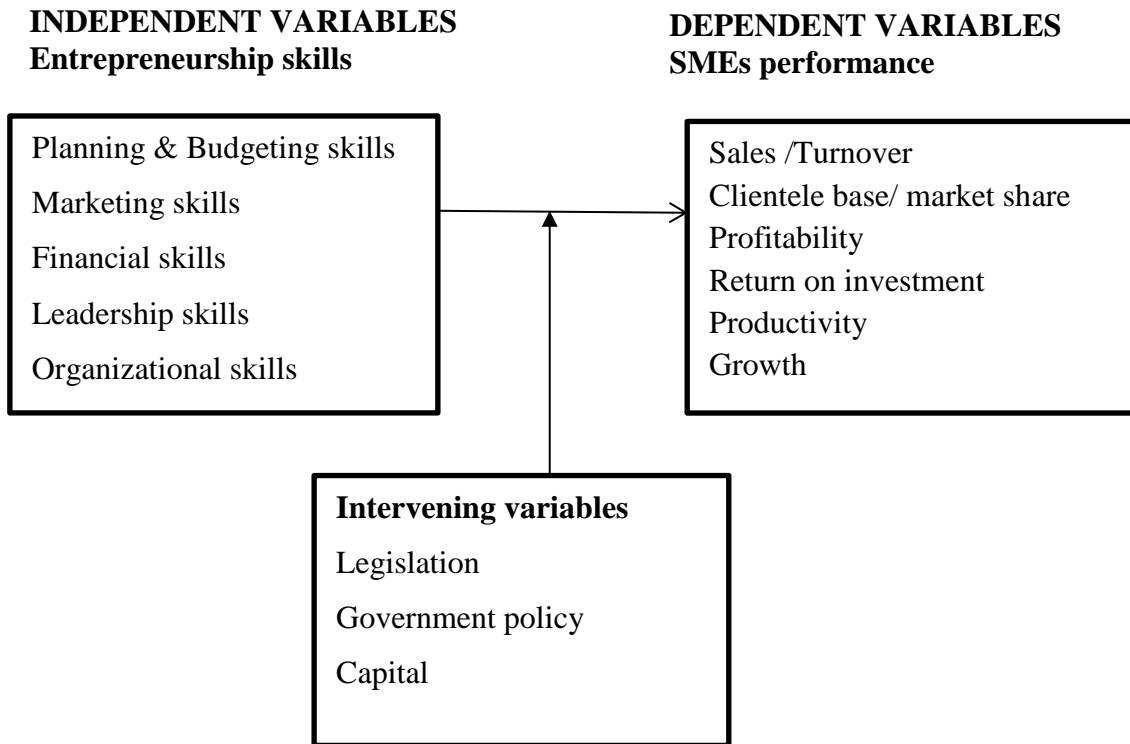 INDEPENDENT VARIABLES
Entrepreneurship skills
DEPENDENT VARIABLES
SMEs performance
Planning & Budgeting skills
Marketing skills
Financial skills
Leadership skills
Organizational skills
Sales /Turnover
Clientele base/ market share
Profitability
Return on investment
Productivity
Growth
Intervening variables
Legislation
Government policy
Capital